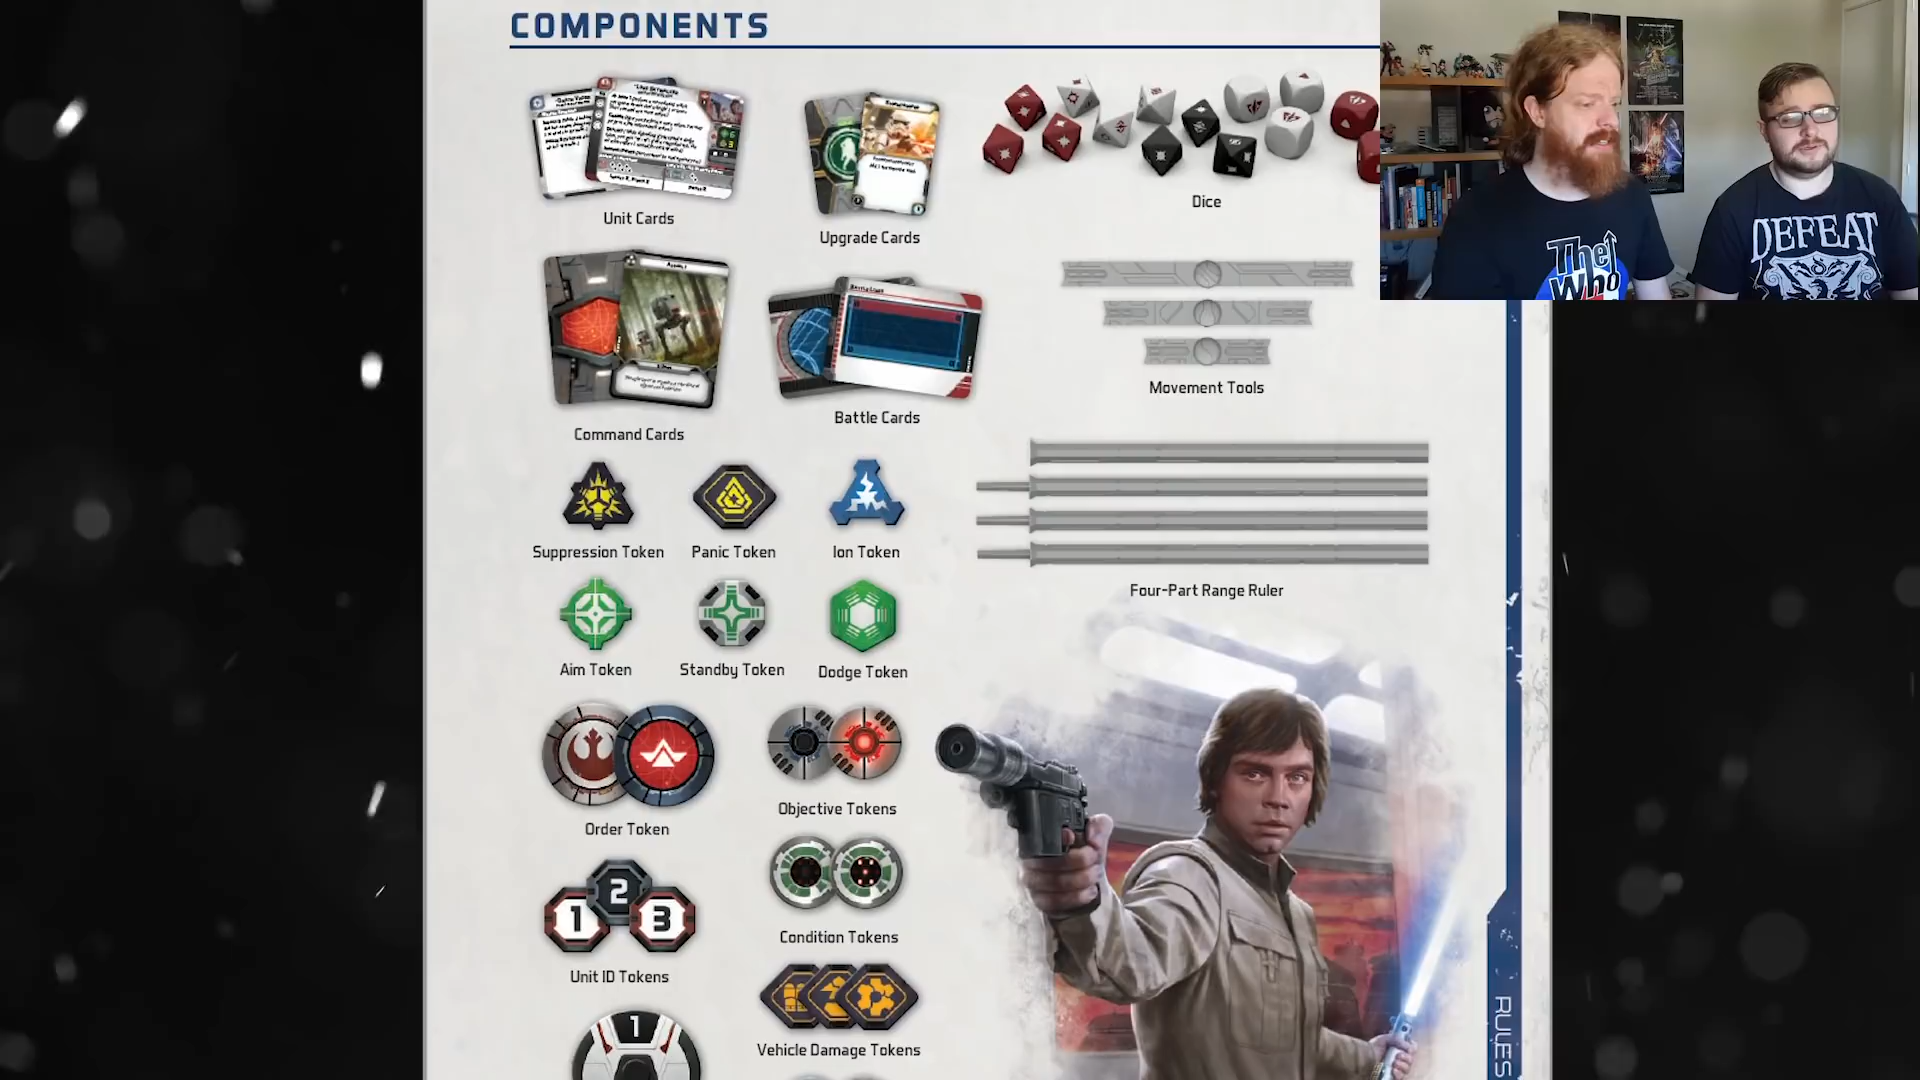 COMPONENTS
Unit Cards
Upgrade Cards
Dice
Command Cards
Battle Cards
Movement Tools
Suppression Token
Panic Token
Ion Token
Four-Part Range Ruler
Aim Token
Standby Token
Dodge Token
Order Token
Objective Tokens
1
2
3
Unit ID Tokens
Condition Tokens
1
Vehicle Damage Tokens
RULES
The
Who
DEFEAT